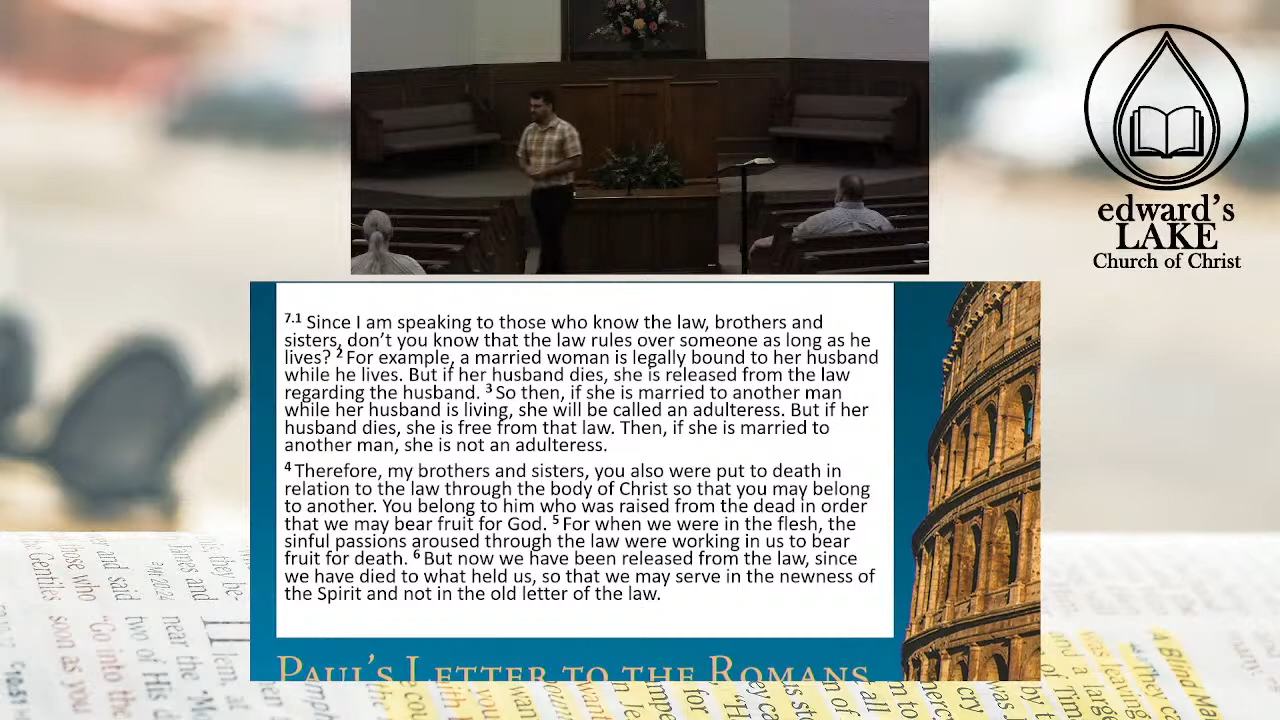 edward's
LAKE
Church of Christ
7.1 Since I am speaking to those who know the law, brothers and
sisters, don't you know that the law rules over someone as long as he
lives? 2 For example, a married woman is legally bound to her husband
while he lives. But if her husband dies, she is released from the law
regarding the husband. 3 So then, if she is married to another man
while her husband is living, she will be called an adulteress. But if her
husband dies, she is free from that law. Then, if she is married to
another man, she is not an adulteress.
4 Therefore, my brothers and sisters, you also were put to death in
relation to the law through the body of Christ so that you may belong
to another. You belong to him who was raised from the dead in order
that we may bear fruit for God. 5 For when we were in the flesh, the
sinful passions aroused through the law were working in us to bear
fruit for death. 6 But now we have been released from the law, since
we have died to what held us, so that we may serve in the newness of
the Spirit and not in the old letter of the law.
PAUL'S LETTER TO THE ROMANS